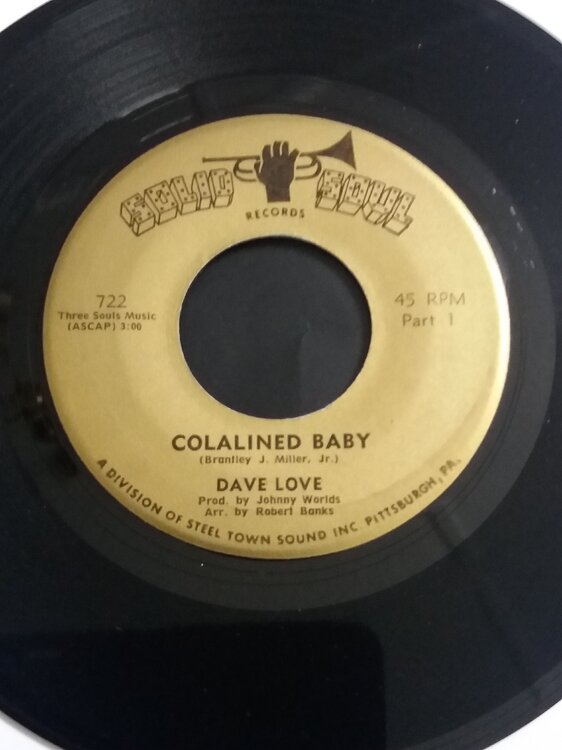 SOLID SOUL
RECORDS
722
Three Souls Music
(ASCAP) 3:00
45 RPM
Part 1
COLALINED BABY
(Brantley J. Miller, Jr.)
DAVE LOVE
Prod. by Johnny Worlds
Arr. by Robert Banks
A DIVISION OF STEEL TOWN SOUND INC. PITTSBURGH, PA.